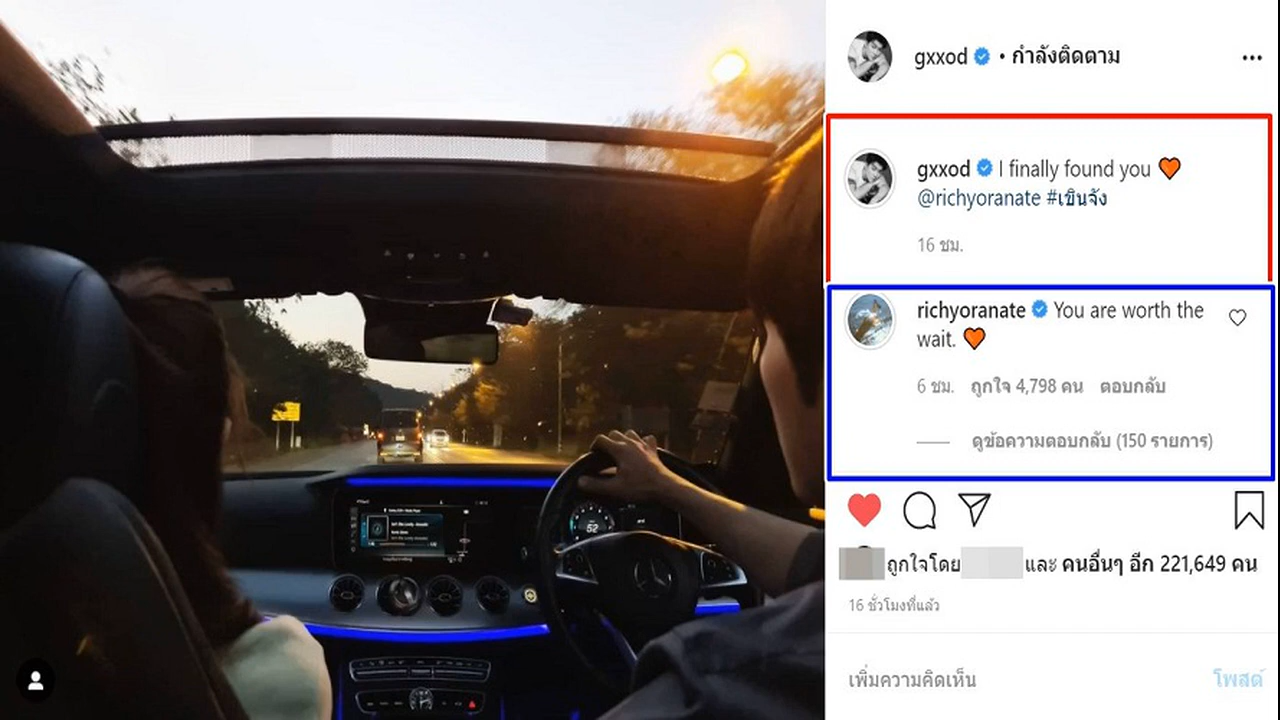 gxxod • กำลังติดตาม
gxxod I finally found you 🧡
@richyoranate #เขินจัง
16 ชม.
richyoranate You are worth the
wait. 🧡
6 ชม. ถูกใจ 4,798 คน ตอบกลับ
ดูข้อความตอบกลับ (150 รายการ)
ถูกใจโดย และ คนอื่นๆ อีก 221,649 คน
16 ชั่วโมงที่แล้ว
เพิ่มความคิดเห็น
โพสต์
52